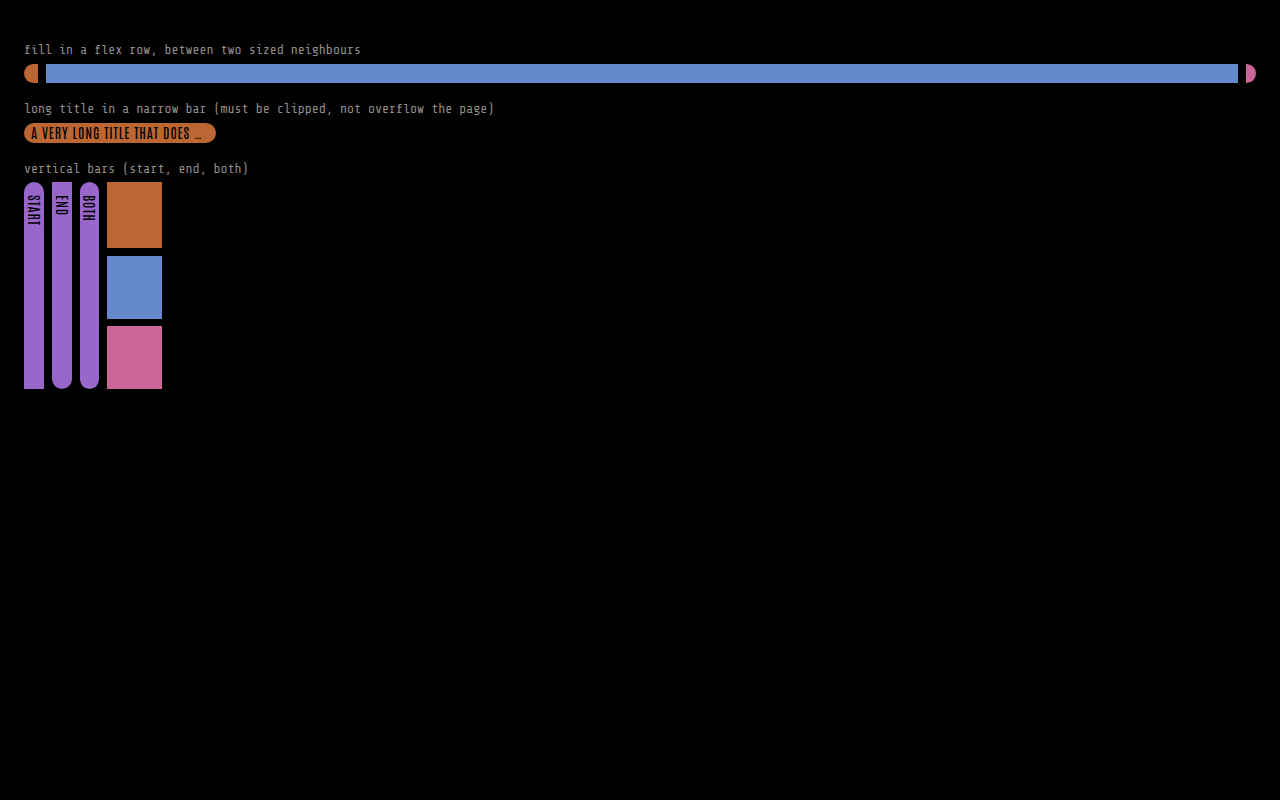 fill in a flex row, between two sized neighbours
long title in a narrow bar (must be clipped, not overflow the page)
A VERY LONG TITLE THAT DOES …
vertical bars (start, end, both)
START
END
BOTH